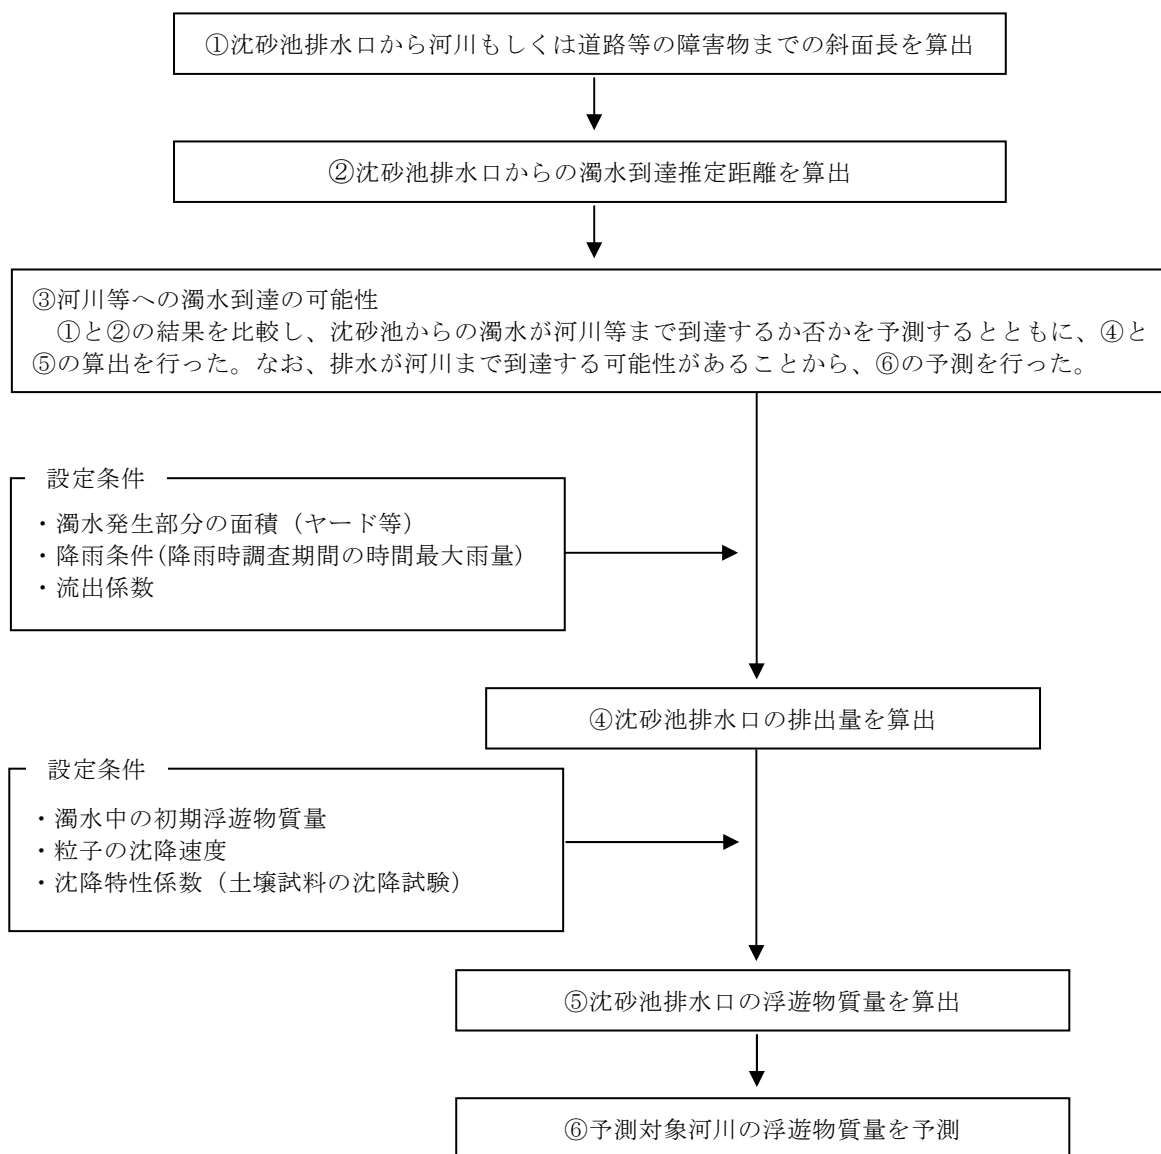 ①沈砂池排水口から河川もしくは道路等の障害物までの斜面長を算出
②沈砂池排水口からの濁水到達推定距離を算出
③河川等への濁水到達の可能性
①と②の結果を比較し、沈砂池からの濁水が河川等まで到達するか否かを予測するとともに、④と
⑤の算出を行った。なお、排水が河川まで到達する可能性があることから、⑥の予測を行った。
設定条件
・濁水発生部分の面積（ヤード等）
・降雨条件(降雨時調査期間の時間最大雨量)
・流出係数
④沈砂池排水口の排出量を算出
設定条件
・濁水中の初期浮遊物質量
・粒子の沈降速度
・沈降特性係数（土壌試料の沈降試験）
⑤沈砂池排水口の浮遊物質量を算出
⑥予測対象河川の浮遊物質量を予測